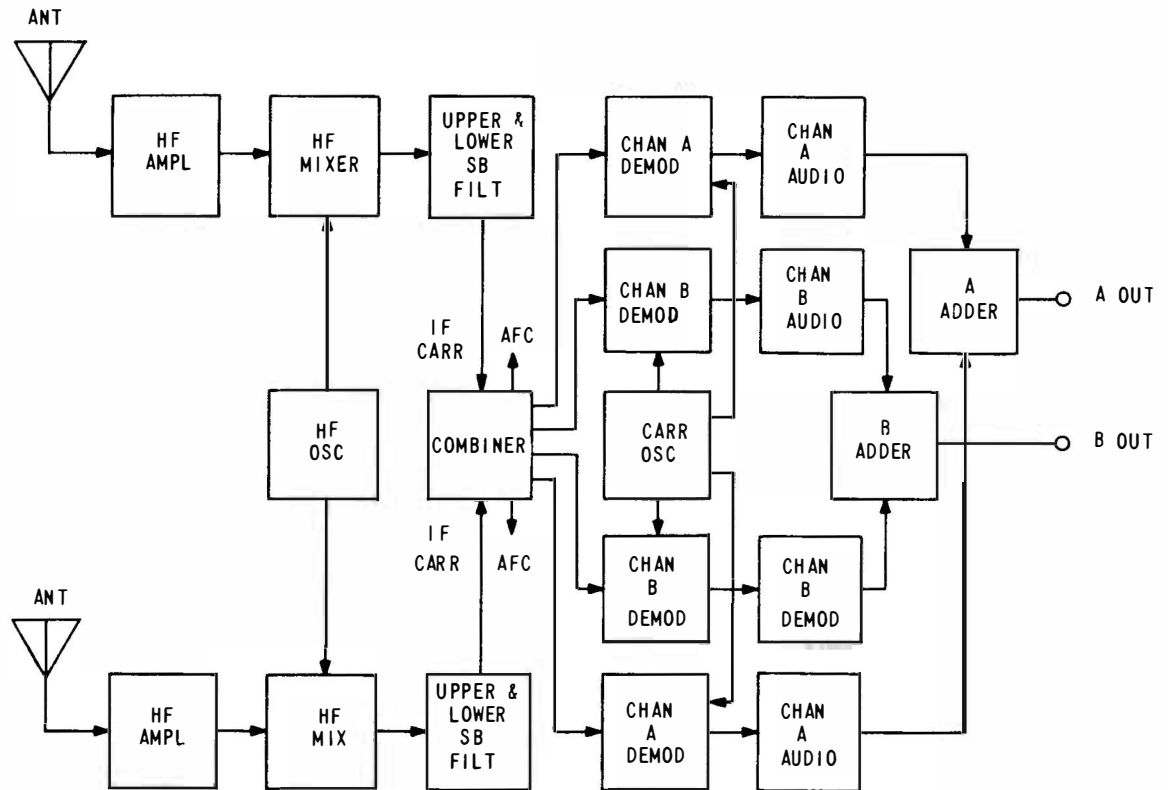 ANT
HF
AMPL
HF
MIXER
UPPER &
LOWER
SB
FILT
CHAN A
DEMOD
CHAN
A
AUDIO
CHAN B
DEMOD
CHAN
B
AUDIO
A
ADDER
A OUT
IF
CARR
AFC
HF
OSC
COMBINER
CARR
OSC
B
ADDER
B OUT
IF
CARR
AFC
CHAN
B
DEMOD
CHAN
B
DEMOD
ANT
HF
AMPL
HF
MIX
UPPER &
LOWER
SB
FILT
CHAN
A
DEMOD
CHAN
A
AUDIO